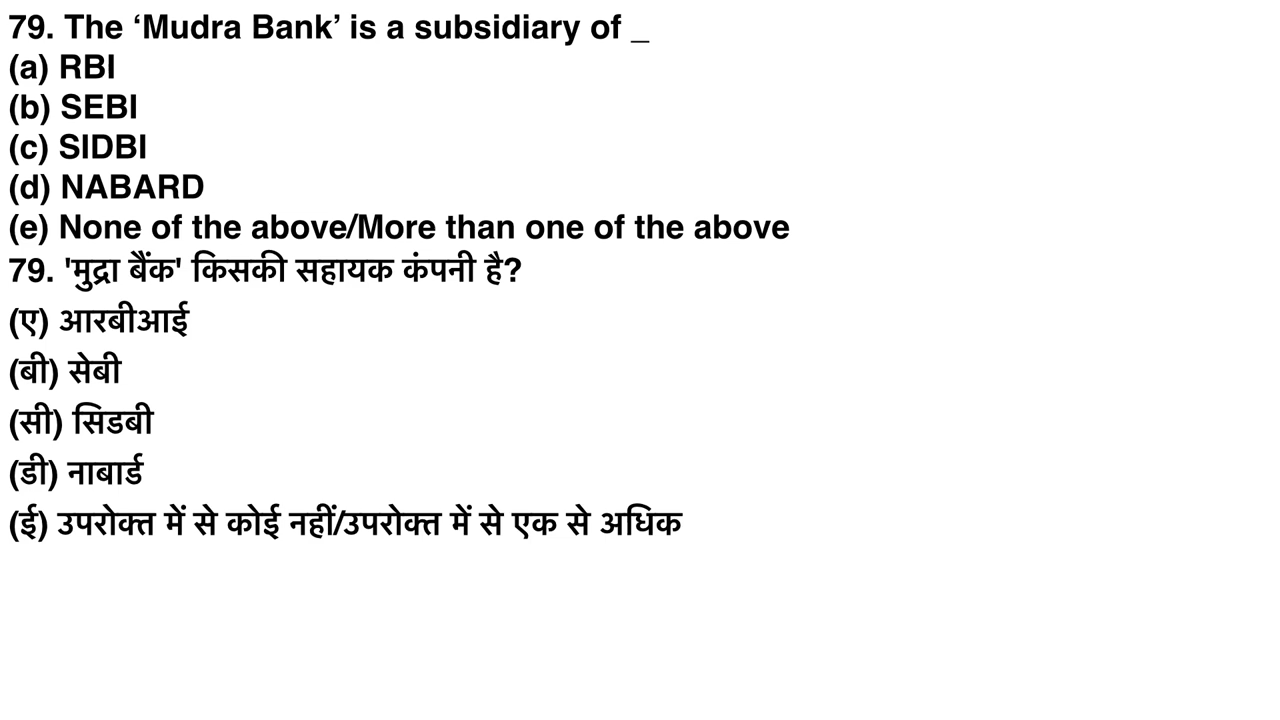 79. The ‘Mudra Bank’ is a subsidiary of _
(a) RBI
(b) SEBI
(c) SIDBI
(d) NABARD
(e) None of the above/More than one of the above
79. 'मुद्रा बैंक' किसकी सहायक कंपनी है?
(ए) आरबीआई
(बी) सेबी
(सी) सिडबी
(डी) नाबार्ड
(ई) उपरोक्त में से कोई नहीं/उपरोक्त में से एक से अधिक